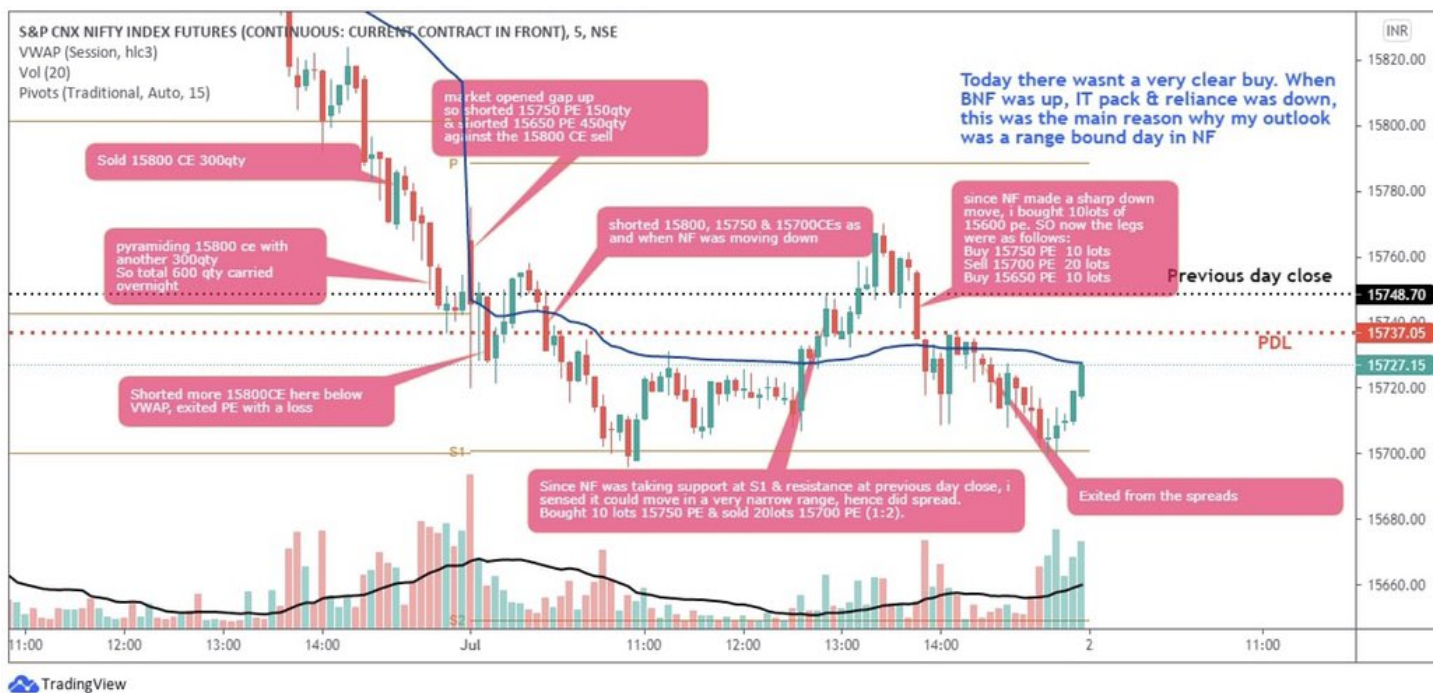 S&P CNX NIFTY INDEX FUTURES (CONTINUOUS: CURRENT CONTRACT IN FRONT), 5, NSE
VWAP (Session, hlc3)
Vol (20)
Pivots (Traditional, Auto, 15)
INR
Today there wasnt a very clear buy. When
BNF was up, IT pack & reliance was down,
this was the main reason why my outlook
was a range bound day in NF
market opened gap up
so shorted 15750 PE 150qty
& shorted 15650 PE 450qty
against the 15800 CE sell
Sold 15800 CE 300qty
P
pyramiding 15800 ce with
another 300qty
So total 600 qty carried
overnight
shorted 15800, 15750 & 15700CEs as
and when NF was moving down
since NF made a sharp down
move, i bought 10lots of
15600 pe. SO now the legs
were as follows:
Buy 15750 PE 10 lots
Sell 15700 PE 20 lots
Buy 15650 PE 10 lots
Previous day close
PDL
Shorted more 15800CE here below
VWAP, exited PE with a loss
S1
Since NF was taking support at S1 & resistance at previous day close, i
sensed it could move in a very narrow range, hence did spread.
Bought 10 lots 15750 PE & sold 20lots 15700 PE (1:2).
Exited from the spreads
S2
15820.00
15800.00
15780.00
15760.00
15748.70
15740.00
15737.05
15727.15
15720.00
15700.00
15680.00
15660.00
11:00
12:00
14:00
Jul
11:00
12:00
13:00
14:00
2
11:00
TradingView